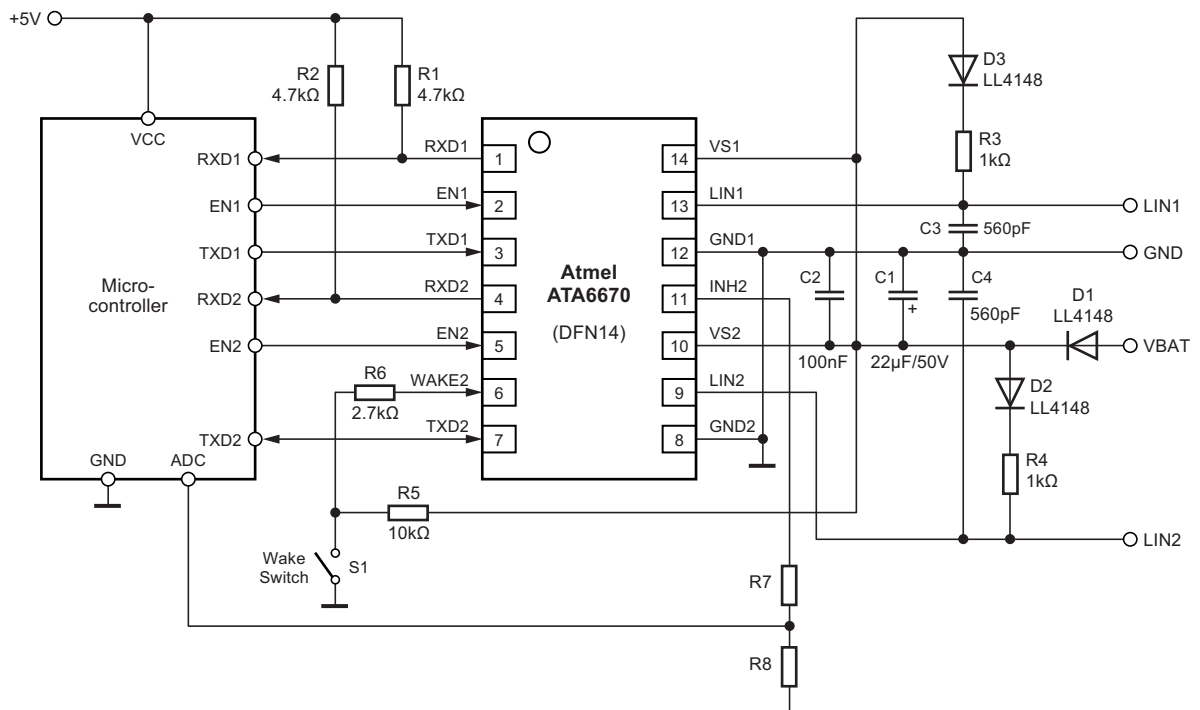 +5V
R2
4.7kΩ
R1
4.7kΩ
D3
LL4148
VCC
RXD1
RXD1
1
14
VS1
R3
1kΩ
EN1
EN1
2
13
LIN1
LIN1
C3
560pF
TXD1
TXD1
3
12
GND1
GND
Micro-
controller
Atmel
ATA6670
(DFN14)
RXD2
RXD2
4
11
INH2
C2
C1
C4
+
560pF
D1
LL4148
EN2
EN2
5
10
VS2
VBAT
100nF
22µF/50V
R6
2.7kΩ
WAKE2
6
9
LIN2
D2
LL4148
TXD2
TXD2
7
8
GND2
GND
ADC
R4
1kΩ
R5
10kΩ
LIN2
Wake
Switch
S1
R7
R8